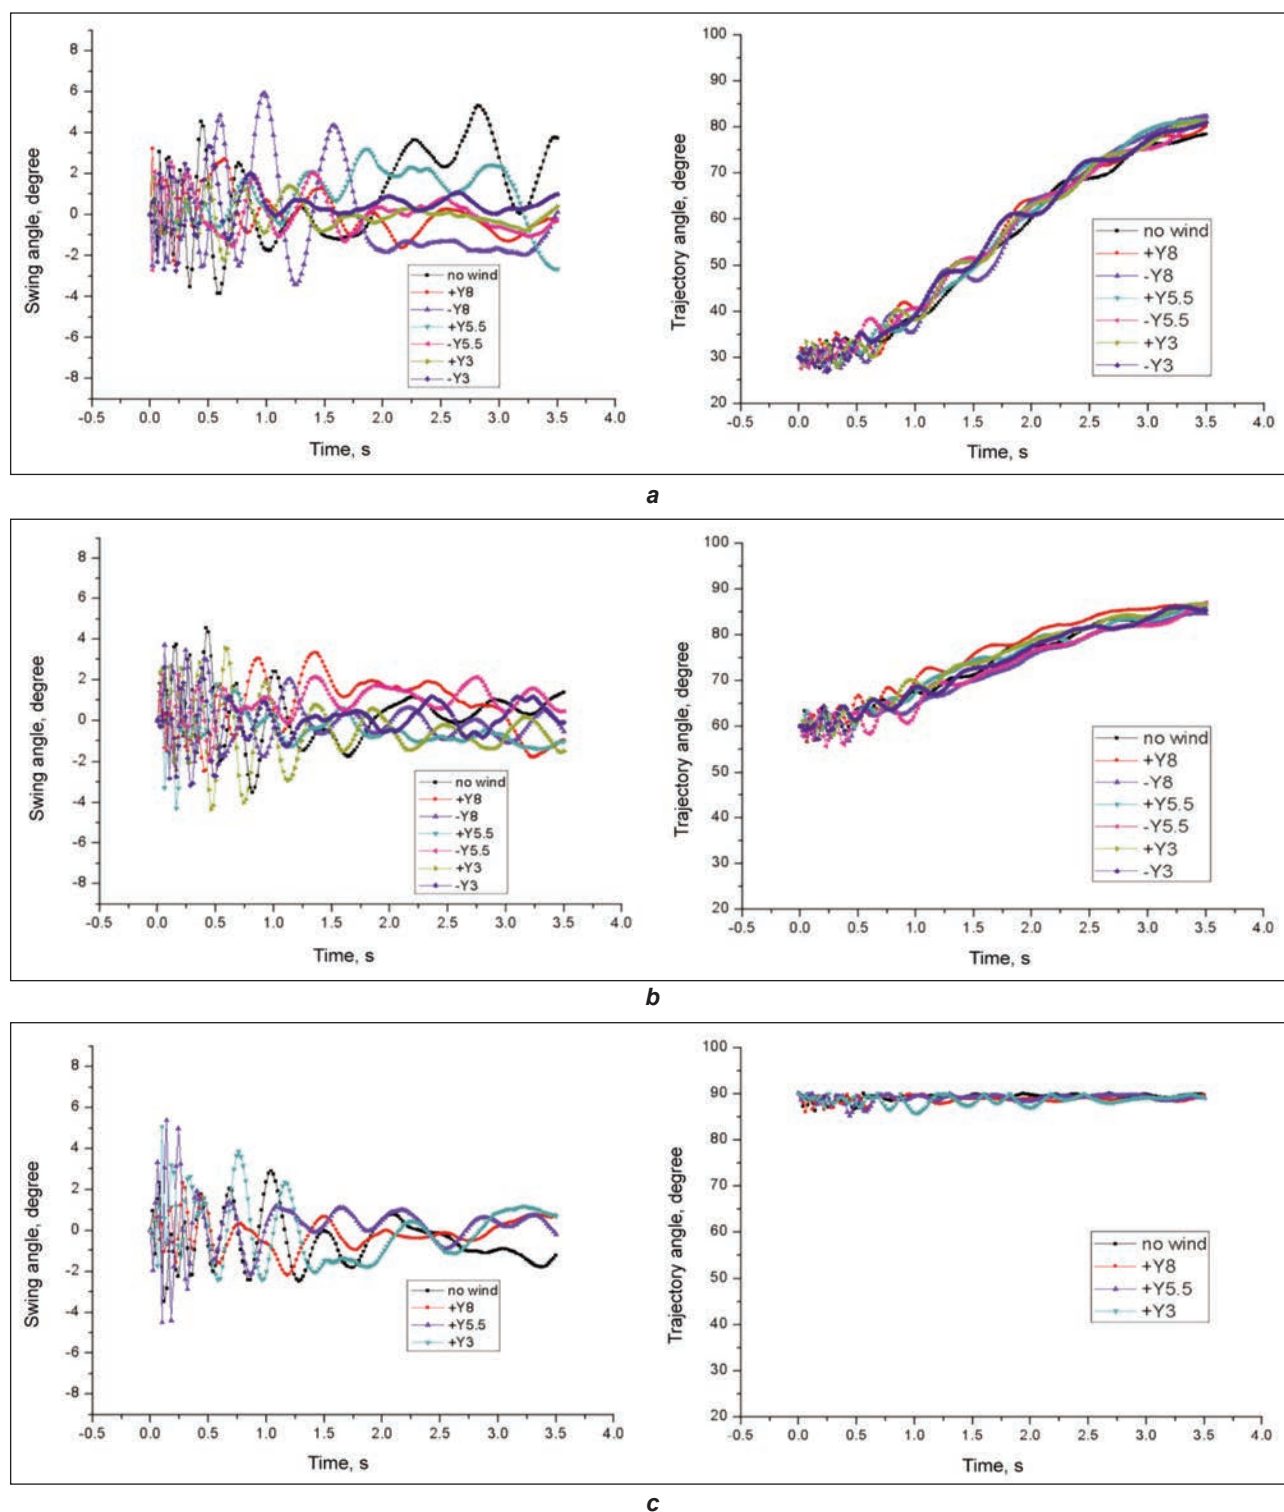 8
6
4
2
0
-2
-4
-6
-8
Swing angle, degree
no wind
+Y8
-Y8
+Y5.5
-Y5.5
+Y3
-Y3
-0.5 0.0 0.5 1.0 1.5 2.0 2.5 3.0 3.5 4.0
Time, s
100
90
80
70
60
50
40
30
20
Trajectory angle, degree
no wind
+Y8
-Y8
+Y5.5
-Y5.5
+Y3
-Y3
-0.5 0.0 0.5 1.0 1.5 2.0 2.5 3.0 3.5 4.0
Time, s
a
8
6
4
2
0
-2
-4
-6
-8
Swing angle, degree
no wind
+Y8
-Y8
+Y5.5
-Y5.5
+Y3
-Y3
-0.5 0.0 0.5 1.0 1.5 2.0 2.5 3.0 3.5 4.0
Time, s
100
90
80
70
60
50
40
30
20
Trajectory angle, degree
no wind
+Y8
-Y8
+Y5.5
-Y5.5
+Y3
-Y3
-0.5 0.0 0.5 1.0 1.5 2.0 2.5 3.0 3.5 4.0
Time, s
b
8
6
4
2
0
-2
-4
-6
-8
Swing angle, degree
no wind
+Y8
+Y5.5
+Y3
-0.5 0.0 0.5 1.0 1.5 2.0 2.5 3.0 3.5 4.0
Time, s
100
90
80
70
60
50
40
30
20
Trajectory angle, degree
no wind
+Y8
+Y5.5
+Y3
-0.5 0.0 0.5 1.0 1.5 2.0 2.5 3.0 3.5 4.0
Time, s
c